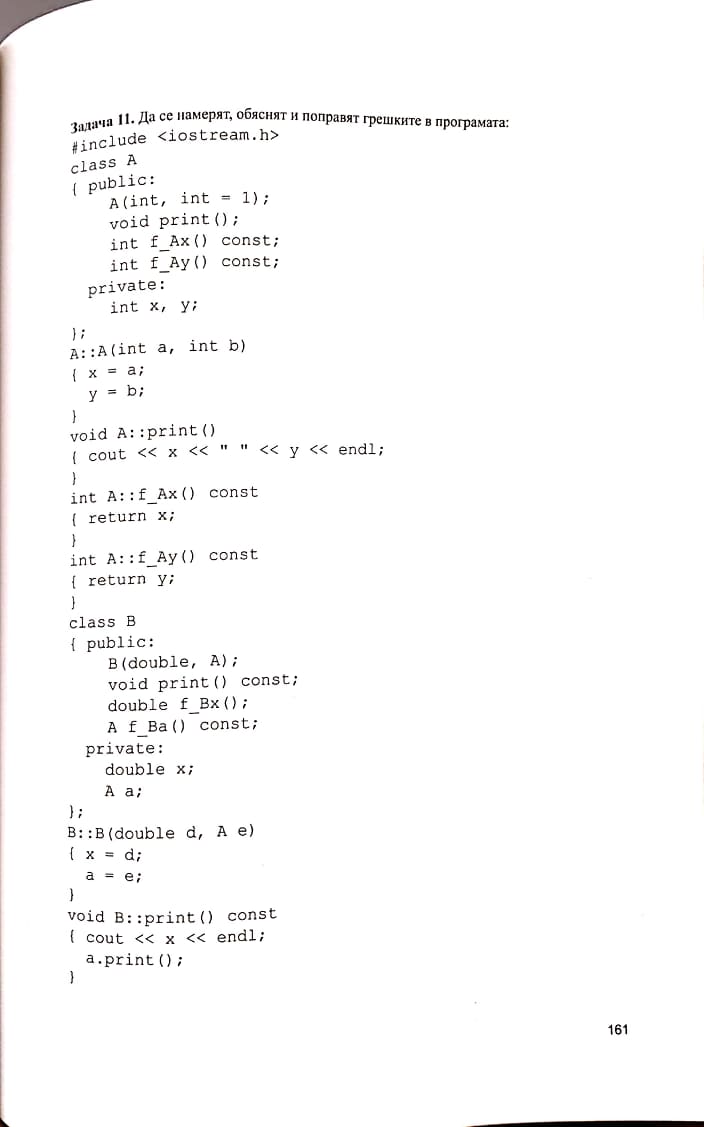 Задача 11. Да се намерят, обяснят и поправят грешките в програмата:
#include <iostream.h>
class A
{ public:
A(int, int = 1);
void print();
int f_Ax() const;
int f_Ay() const;
private:
int x, y;
};
A::A(int a, int b)
{ x = a;
y = b;
}
void A::print()
{ cout << x << " " << y << endl;
}
int A::f_Ax() const
{ return x;
}
int A::f_Ay() const
{ return y;
}
class B
{ public:
B(double, A);
void print() const;
double f_Bx();
A f_Ba() const;
private:
double x;
A a;
};
B::B(double d, A e)
{ x = d;
a = e;
}
void B::print() const
{ cout << x << endl;
a.print();
}
161